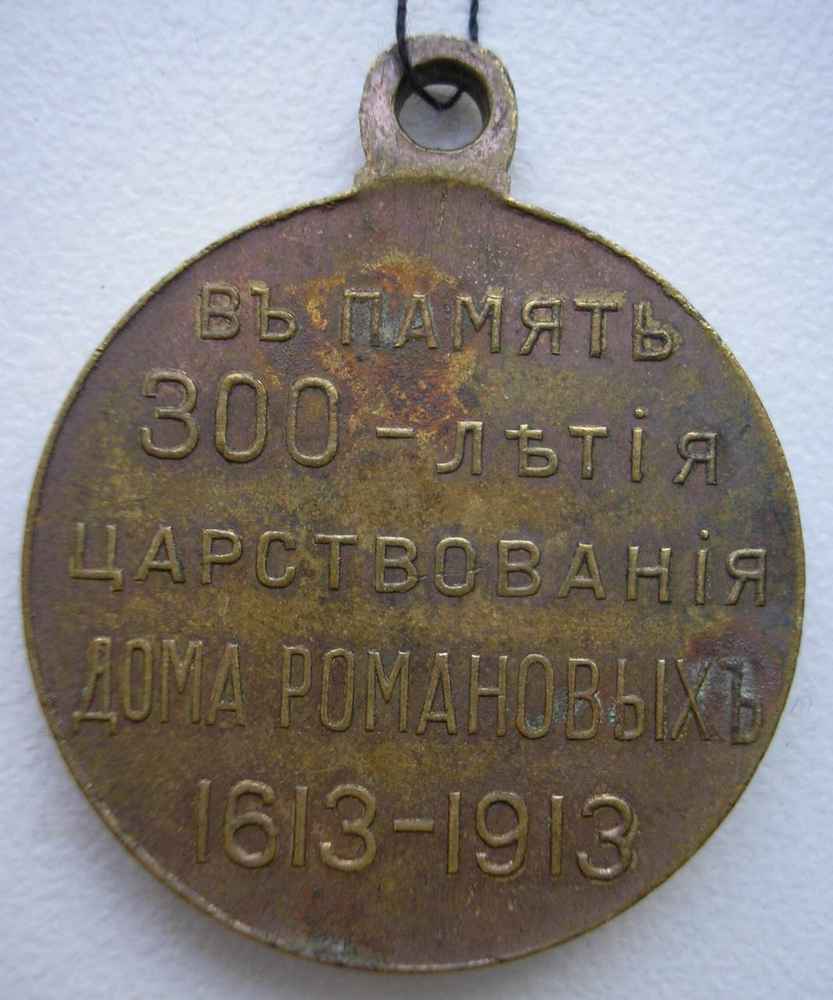 ВЪ ПАМЯТЬ
300-ЛѢТІЯ
ЦАРСТВОВАНІЯ
ДОМА РОМАНОВЫХЪ
1613-1913